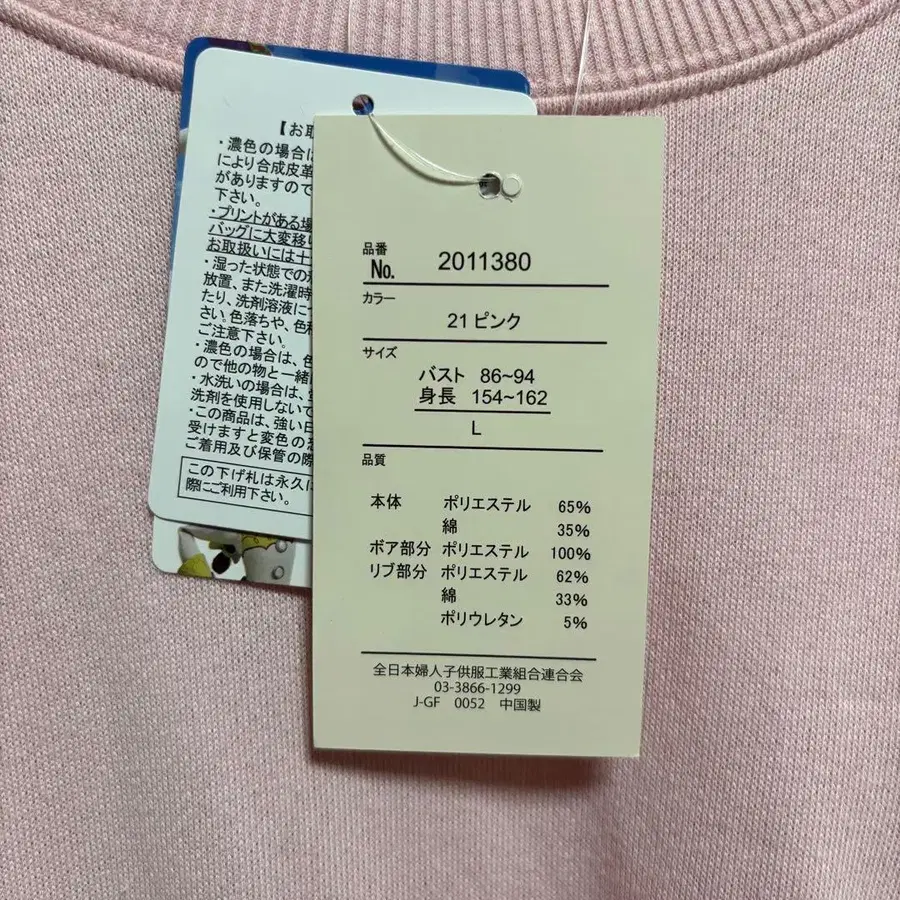 【お取
・濃色の場合は
により合成皮革
がありますので
下さい。
・プリントがある場
バッグに大変移り
お取扱いには十
・湿った状態での
放置、また洗濯時
たり、洗剤溶液に
さい。色落ちや、色
ご注意下さい。
・濃色の場合は、色
ので他の物と一緒
・水洗いの場合は、
洗剤を使用しないで
・この商品は、強い日
受けますと変色の恐
ご着用及び保管の際
この下げ札は永久に
際にご利用下さい。
品番
No. 2011380
カラー
21 ピンク
サイズ
バスト 86~94
身長 154~162
L
品質
本体 ポリエステル 65%
綿 35%
ボア部分 ポリエステル 100%
リブ部分 ポリエステル 62%
綿 33%
ポリウレタン 5%
全日本婦人子供服工業組合連合会
03-3866-1299
J-GF 0052 中国製